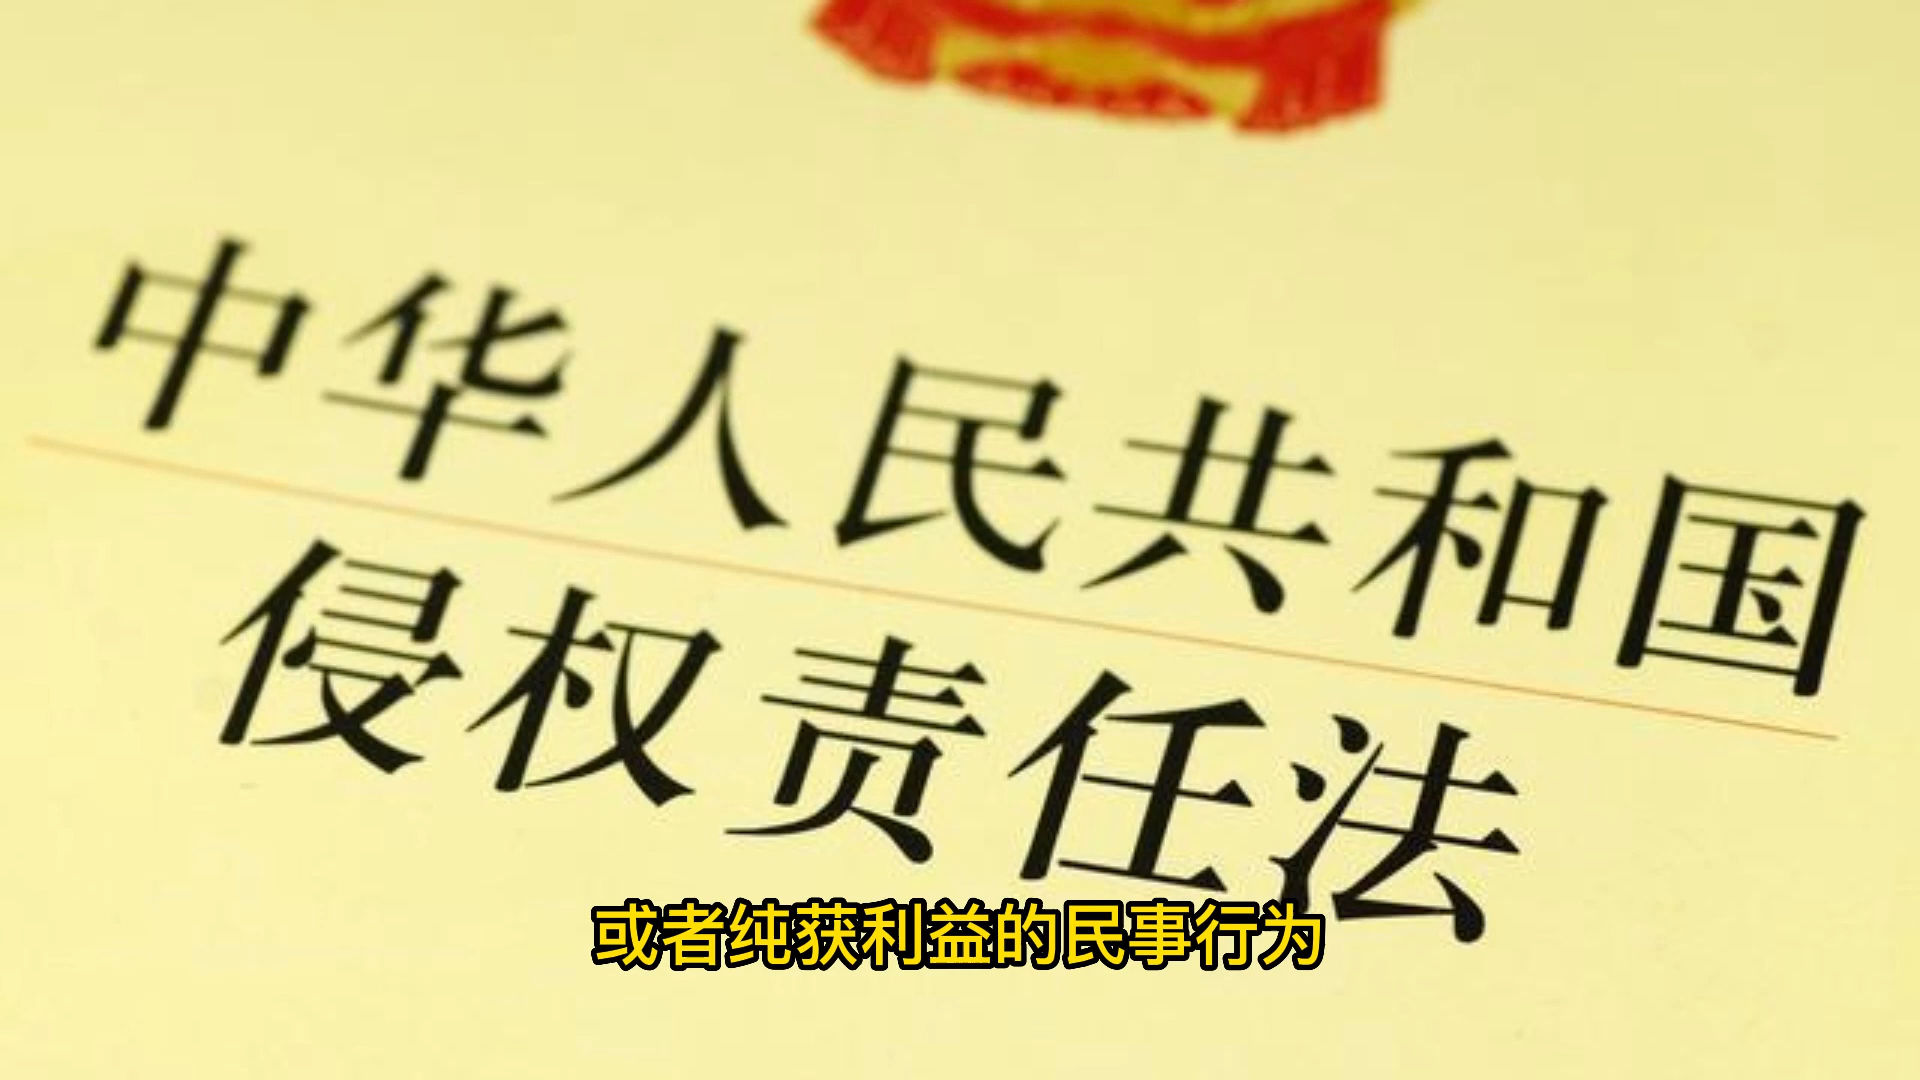 中华人民共和国
侵权责任法
或者纯获利益的民事行为